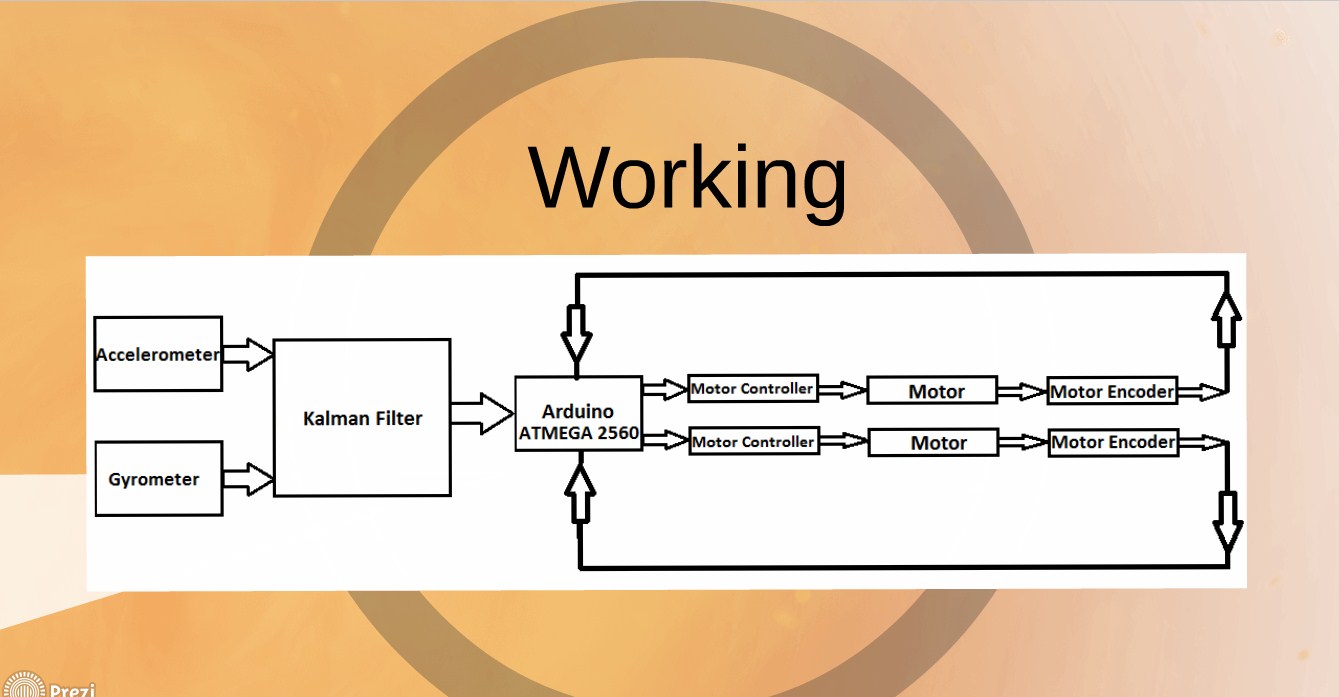 Working
Accelerometer
Gyrometer
Kalman Filter
Arduino
ATMEGA 2560
Motor Controller
Motor
Motor Encoder
Motor Controller
Motor
Motor Encoder
Prezi